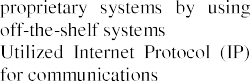 proprietary systems by using
off-the-shelf systems
Utilized Internet Protocol (IP)
for communications